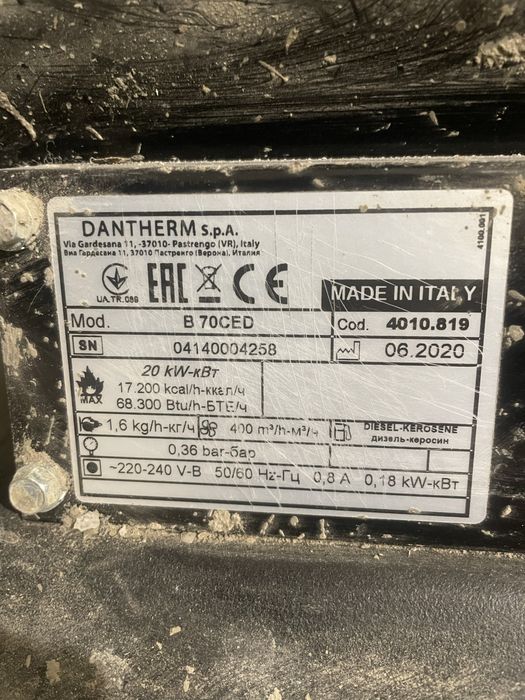 DANTHERM S.p.A.
Via Gardesana 11, -37010- Pastrengo (VR), Italy
Виа Гардесана 11, 37010 Пастренго (Верона), Италия
4100.001
UA.TR.089 EAC CE
MADE IN ITALY
Mod. B 70CED Cod. 4010.819
SN 04140004258 06.2020
MAX 20 kW-кВт
17.200 kcal/h-ккал/ч
68.300 Btu/h-БТЕ/ч
1,6 kg/h-кг/ч 400 m³/h-м³/ч DIESEL-KEROSENE
дизель-керосин
0,36 bar-бар
~220-240 V-В 50/60 Hz-Гц 0,8 A 0,18 kW-кВт